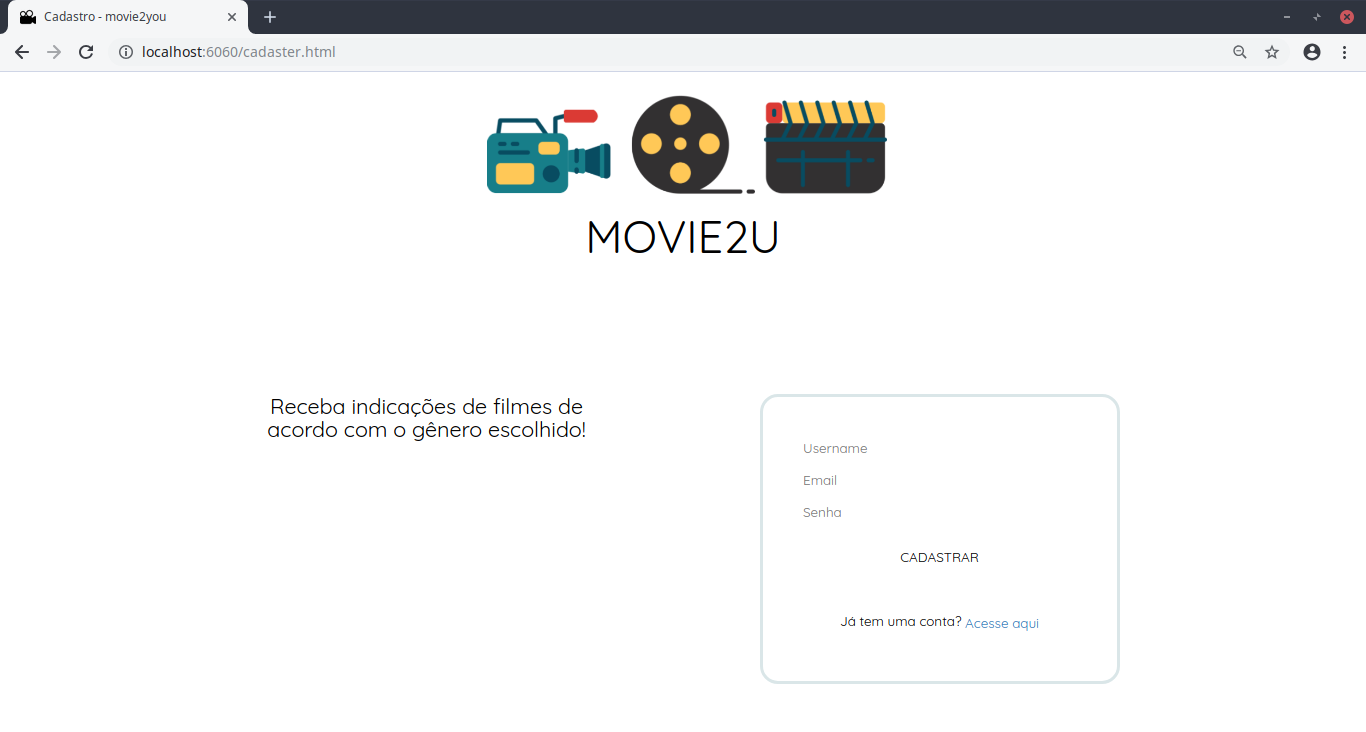 Cadastro - movie2you
localhost:6060/cadaster.html
MOVIE2U
Receba indicações de filmes de
acordo com o gênero escolhido!
Username
Email
Senha
CADASTRAR
Já tem uma conta? Acesse aqui